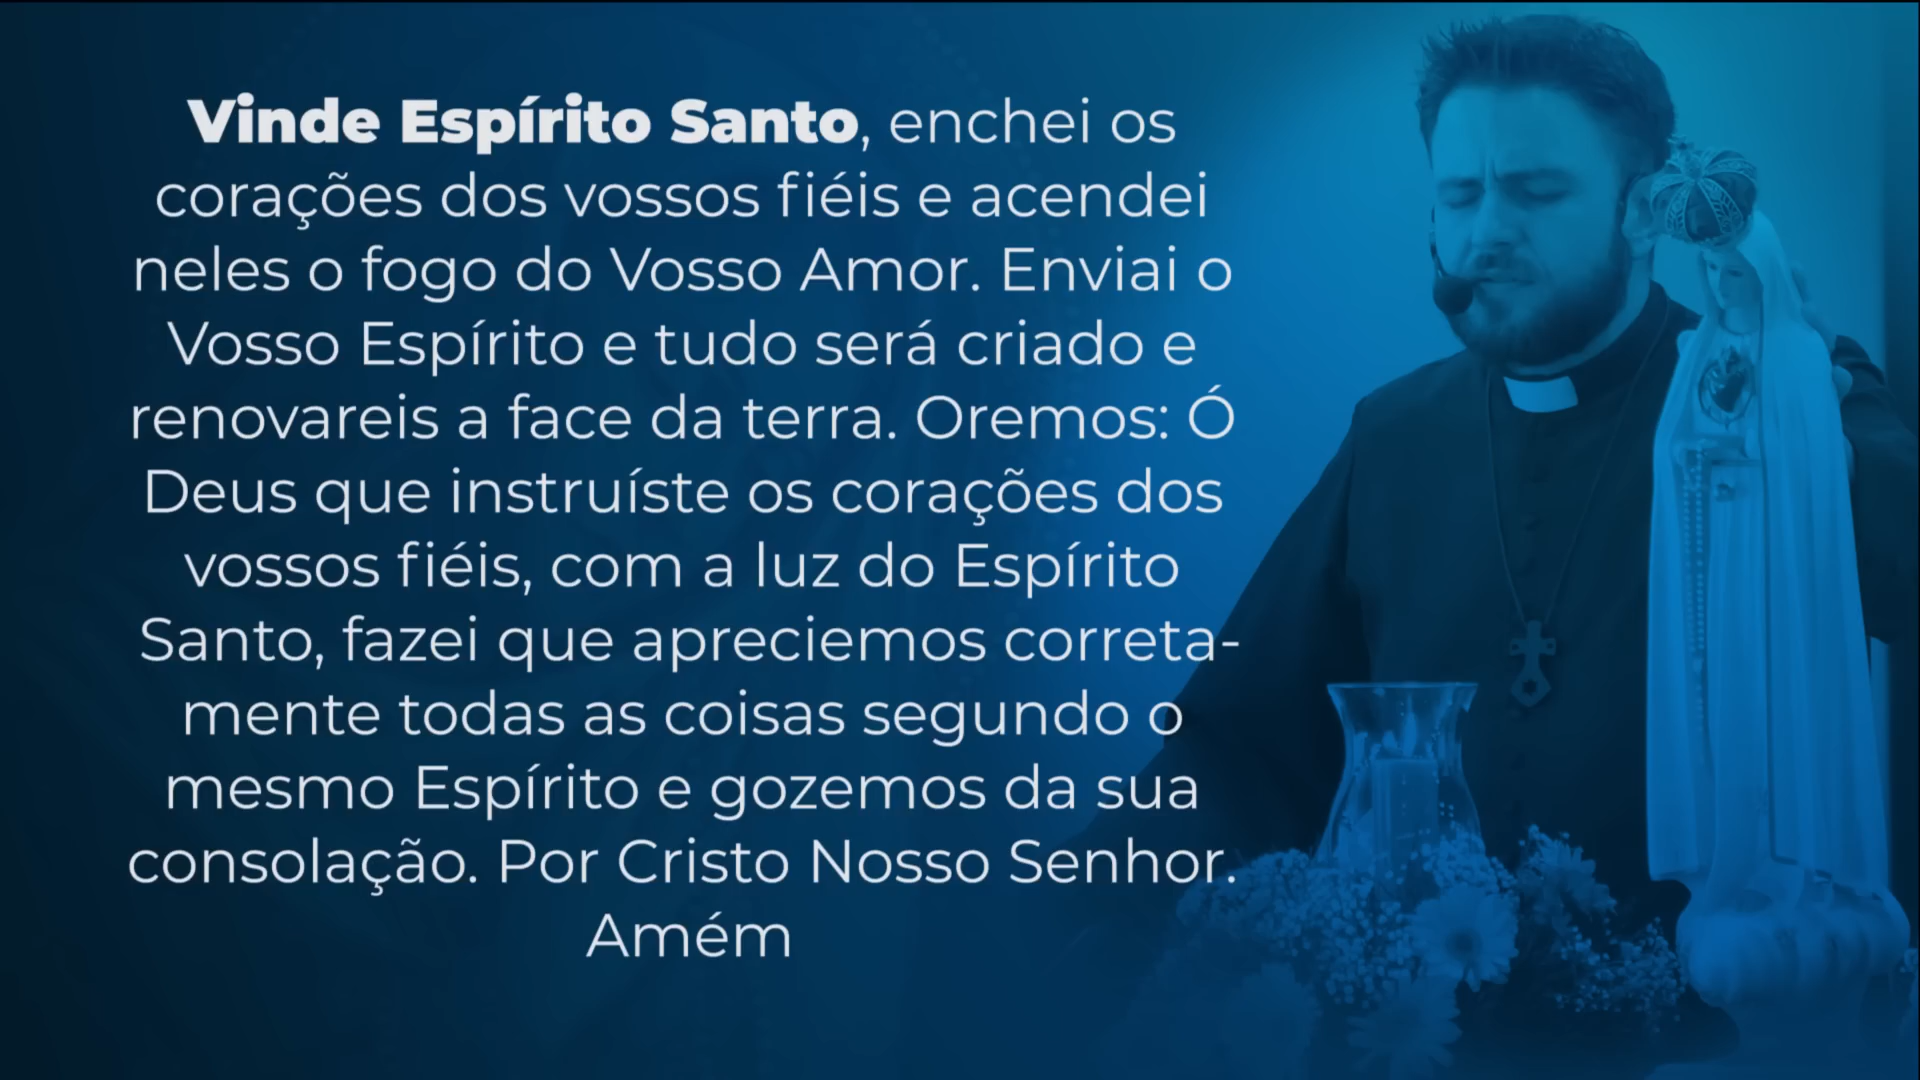 Vinde Espírito Santo, enchei os
corações dos vossos fiéis e acendei
neles o fogo do Vosso Amor. Enviai o
Vosso Espírito e tudo será criado e
renovareis a face da terra. Oremos: Ó
Deus que instruíste os corações dos
vossos fiéis, com a luz do Espírito
Santo, fazei que apreciemos correta-
mente todas as coisas segundo o
mesmo Espírito e gozemos da sua
consolação. Por Cristo Nosso Senhor.
Amém